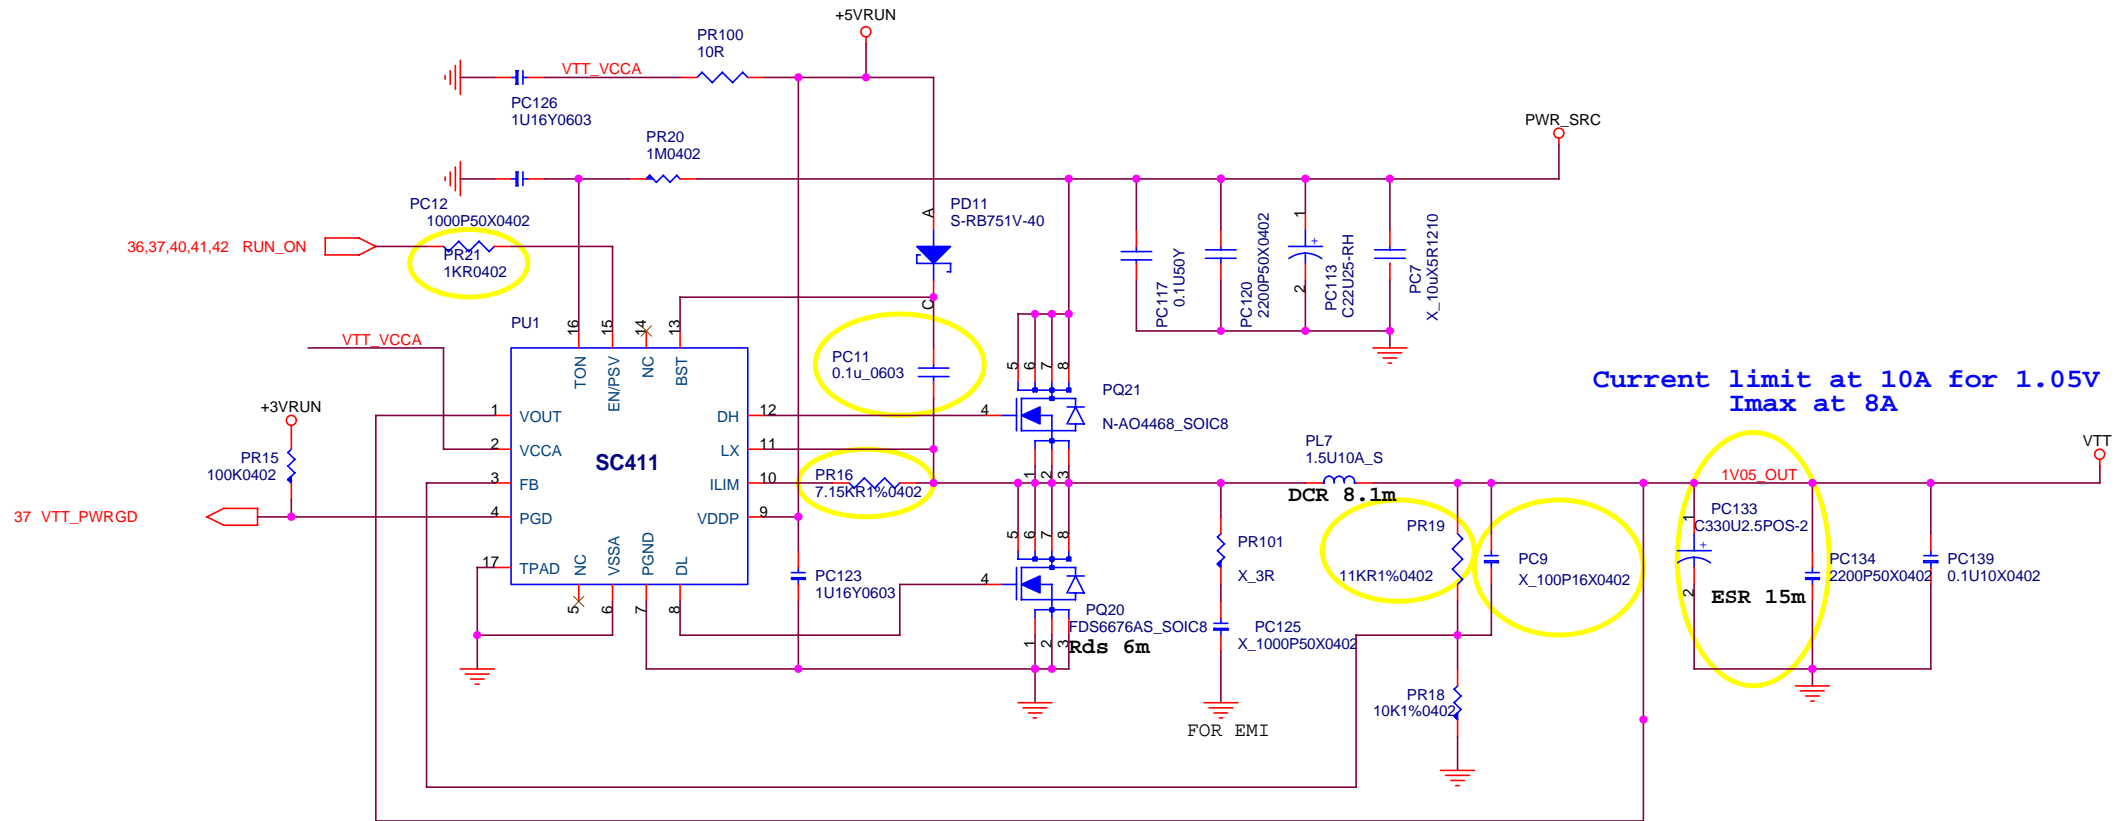 +5VRUN
PR100
10R
VTT_VCCA
PC126
1U16Y0603
PWR_SRC
PR20
1M0402
PC12
1000P50X0402
PD11
S-RB751V-40
A
C
36,37,40,41,42 RUN_ON
PR21
1KR0402
PC117
0.1U50Y
PC120
2200P50X0402
1
2
PC113
C22U25-RH
PC7
X_10uX5R1210
PU1
16
15
14
13
VTT_VCCA
TON
EN/PSV
NC
BST
PC11
0.1u_0603
5
6
7
8
PQ21
N-AO4468_SOIC8
4
1
2
3
Current limit at 10A for 1.05V
Imax at 8A
+3VRUN
PR15
100K0402
1
VOUT
DH
12
2
VCCA
LX
11
SC411
3
FB
ILIM
10
4
PGD
VDDP
9
37 VTT_PWRGD
17
TPAD
NC
VSSA
PGND
DL
5
6
7
8
PR16
7.15KR1%0402
PL7
1.5U10A_S
DCR 8.1m
VTT
1V05_OUT
PC123
1U16Y0603
5
6
7
8
4
PQ20
FDS6676AS_SOIC8
Rds 6m
1
2
3
PR101
X_3R
PC125
X_1000P50X0402
FOR EMI
PR19
11KR1%0402
PC9
X_100P16X0402
PR18
10K1%0402
1
2
PC133
C330U2.5POS-2
ESR 15m
PC134
2200P50X0402
PC139
0.1U10X0402